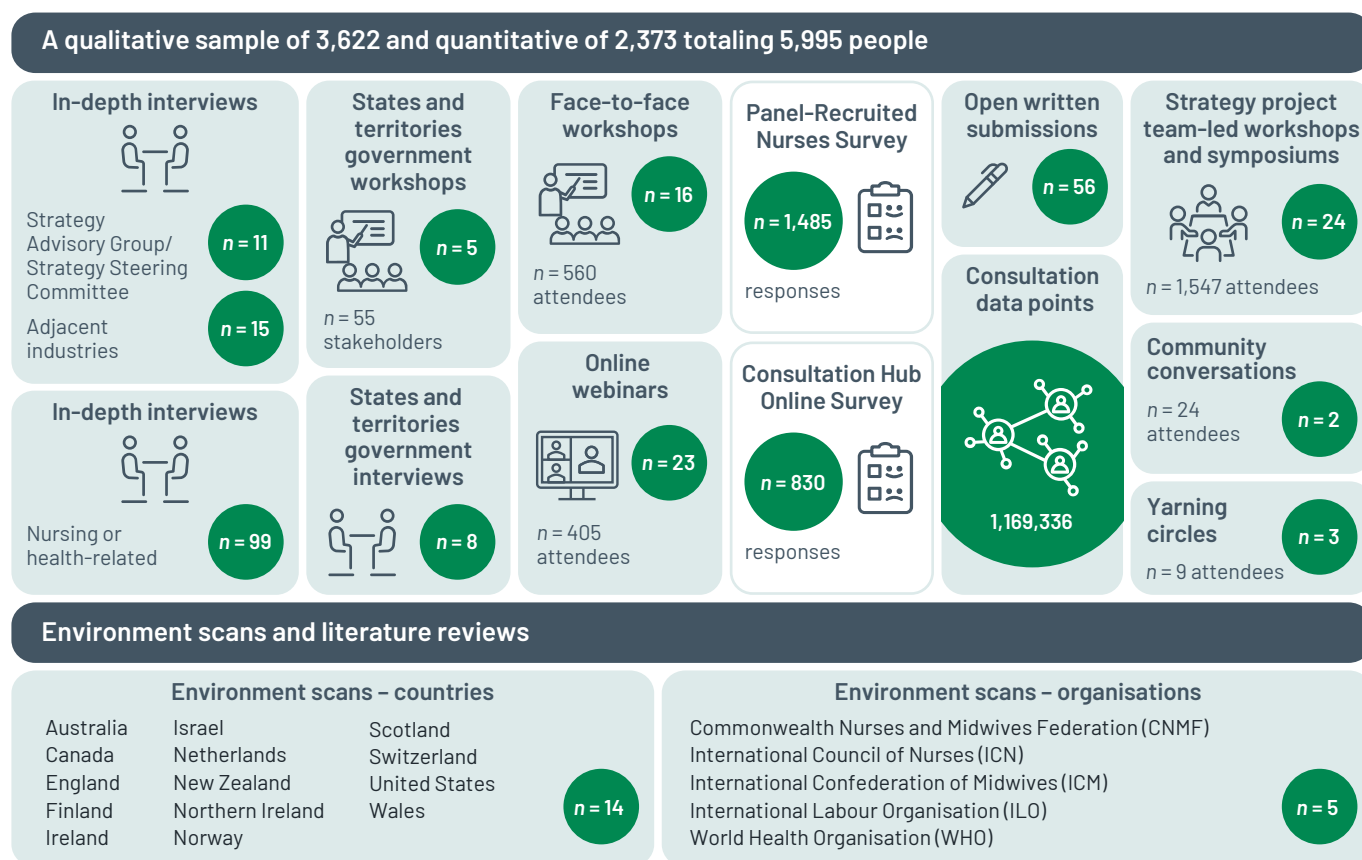 A qualitative sample of 3,622 and quantitative of 2,373 totaling 5,995 people
In-depth interviews
Strategy
Advisory Group/
Strategy Steering
Committee
n = 11
Adjacent
industries
n = 15
In-depth interviews
Nursing or
health-related
n = 99
States and
territories
government
workshops
n = 5
n = 55
stakeholders
States and
territories
government
interviews
n = 8
Face-to-face
workshops
n = 16
n = 560
attendees
Online
webinars
n = 23
n = 405
attendees
Panel-Recruited
Nurses Survey
n = 1,485
responses
Consultation Hub
Online Survey
n = 830
responses
Open written
submissions
n = 56
Consultation
data points
1,169,336
Strategy project
team-led workshops
and symposiums
n = 24
n = 1,547 attendees
Community
conversations
n = 24
attendees
n = 2
Yarning
circles
n = 3
n = 9 attendees
Environment scans and literature reviews
Environment scans – countries
Australia
Canada
England
Finland
Ireland
Israel
Netherlands
New Zealand
Northern Ireland
Norway
Scotland
Switzerland
United States
Wales
n = 14
Environment scans – organisations
Commonwealth Nurses and Midwives Federation (CNMF)
International Council of Nurses (ICN)
International Confederation of Midwives (ICM)
International Labour Organisation (ILO)
World Health Organisation (WHO)
n = 5